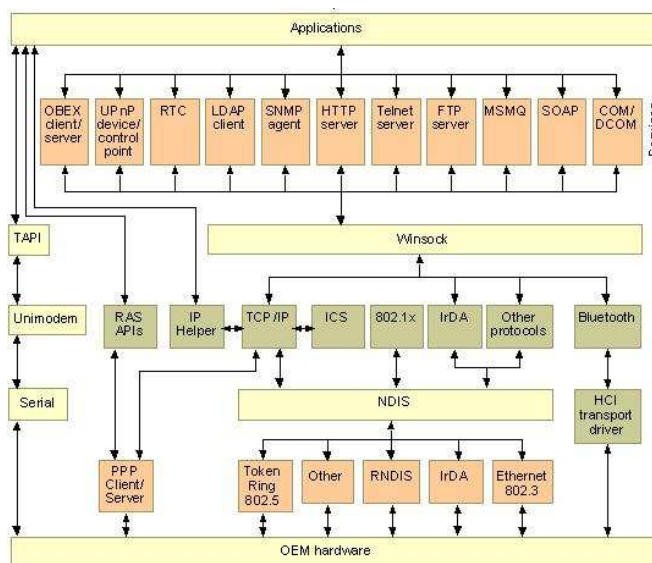 Applications
OBEX
client/
server
UPnP
device/
control
point
RTC
LDAP
client
SNMP
agent
HTTP
server
Telnet
server
FTP
server
MSMQ
SOAP
COM/
DCOM
TAPI
Winsock
Unimodem
RAS
APIs
IP
Helper
TCP/IP
ICS
802.1x
IrDA
Other
protocols
Bluetooth
Serial
NDIS
HCI
transport
driver
PPP
Client/
Server
Token
Ring
802.5
Other
RNDIS
IrDA
Ethernet
802.3
OEM hardware